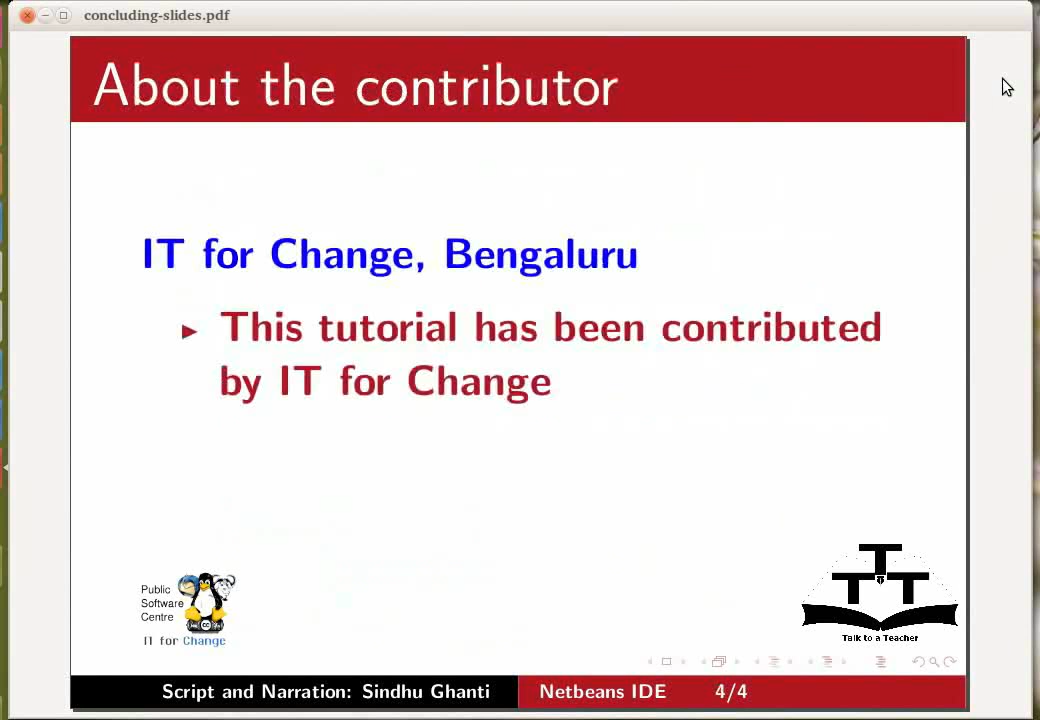 concluding-slides.pdf
About the contributor
IT for Change, Bengaluru
This tutorial has been contributed
by IT for Change
Public
Software
Centre
IT for Change
T T T
Talk to a Teacher
Script and Narration: Sindhu Ghanti
Netbeans IDE
4/4